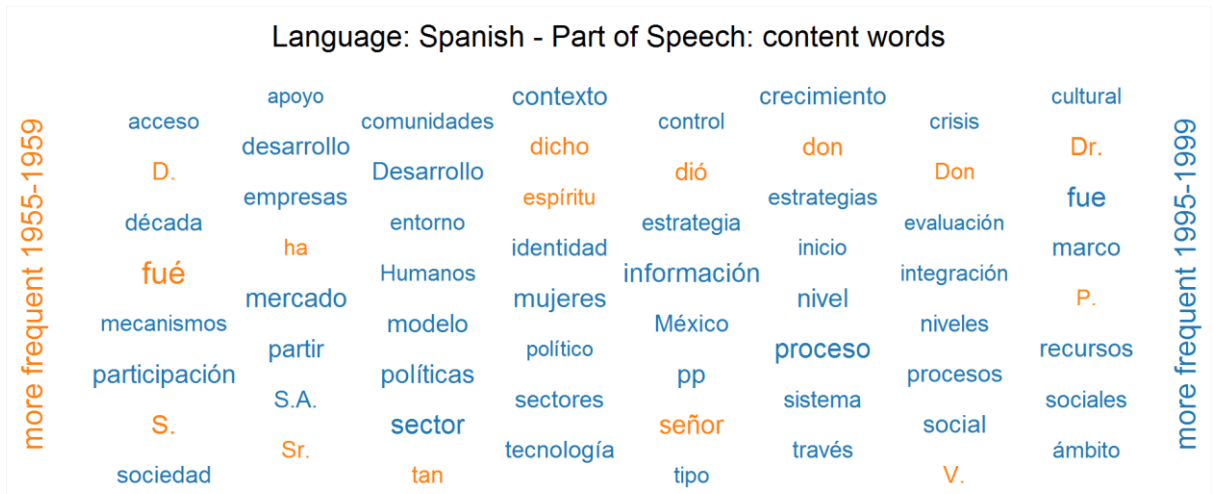 Language: Spanish - Part of Speech: content words
more frequent 1955-1959
apoyo contexto crecimiento cultural
acceso comunidades control crisis
desarrollo dicho don Dr.
D. Desarrollo dió Don
empresas espíritu estrategias fue
década entorno estrategia evaluación
ha identidad inicio marco
fué Humanos información integración
mercado mujeres nivel P.
mecanismos modelo México niveles
partir político proceso recursos
participación políticas pp procesos
S.A. sectores sistema sociales
S. sector señor social
Sr. tecnología través ámbito
sociedad tan tipo V.
more frequent 1995-1999